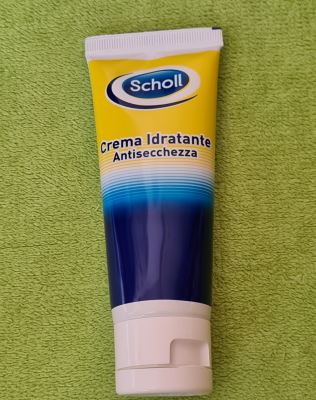 Scholl
Crema Idratante
Antisecchezza